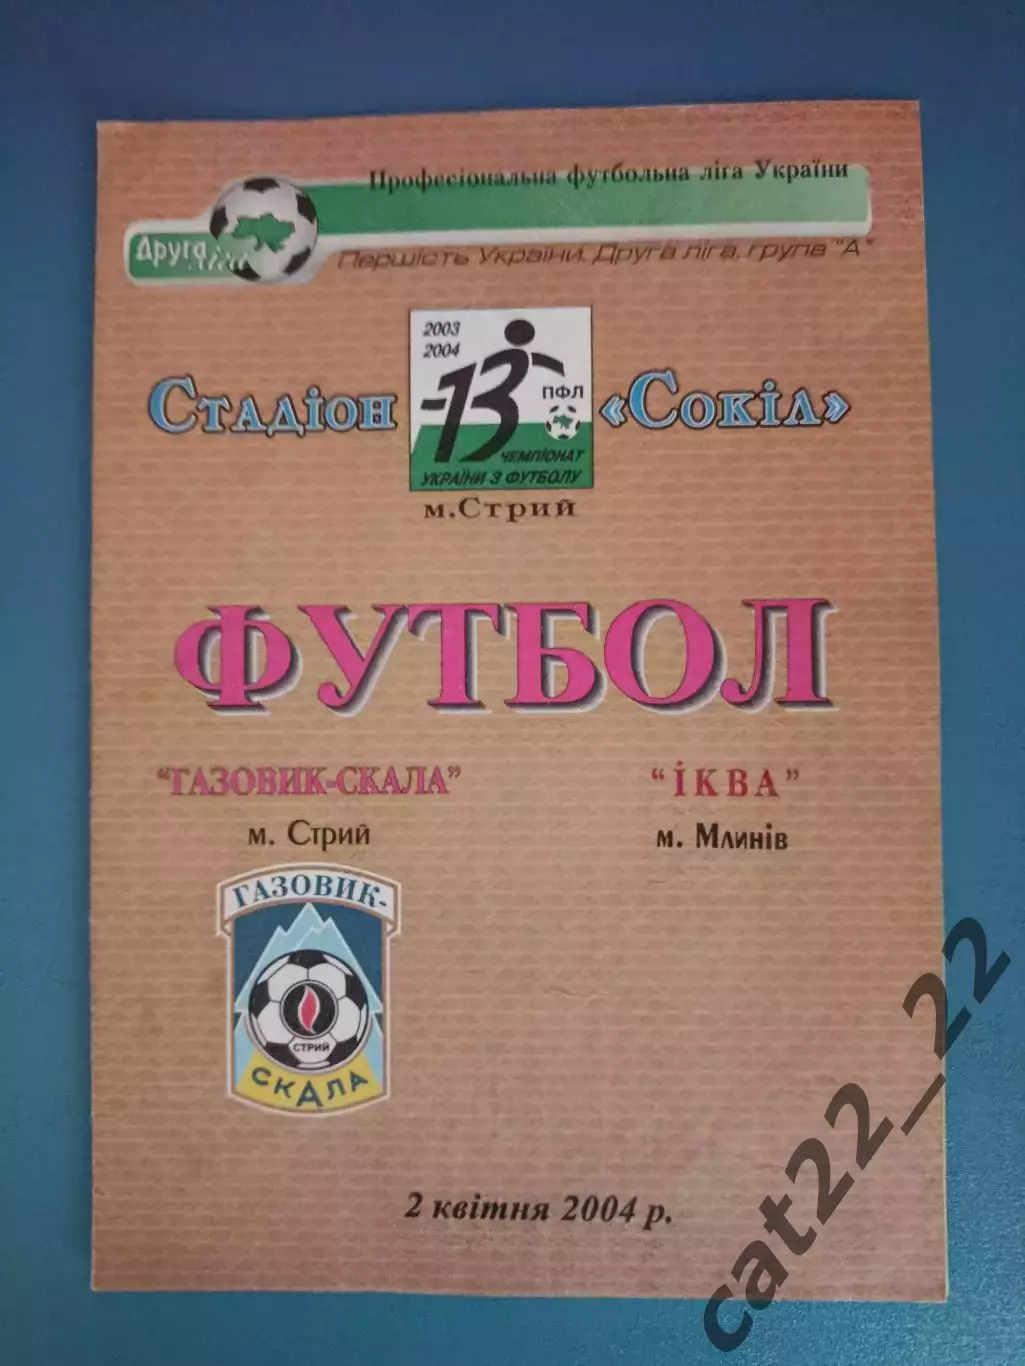 Професіональна футбольна ліга України
Друга
Першість України. Друга ліга, група "А"
2003
2004
13
ПФЛ
ЧЕМПІОНАТ
УКРАЇНИ З ФУТБОЛУ
Стадіон «Сокіл»
м.Стрий
ФУТБОЛ
"ГАЗОВИК-СКАЛА" "ІКВА"
м. Стрий м. Млинів
ГАЗОВИК-
СТРИЙ
СКАЛА
2 квітня 2004 р.
cat22_22